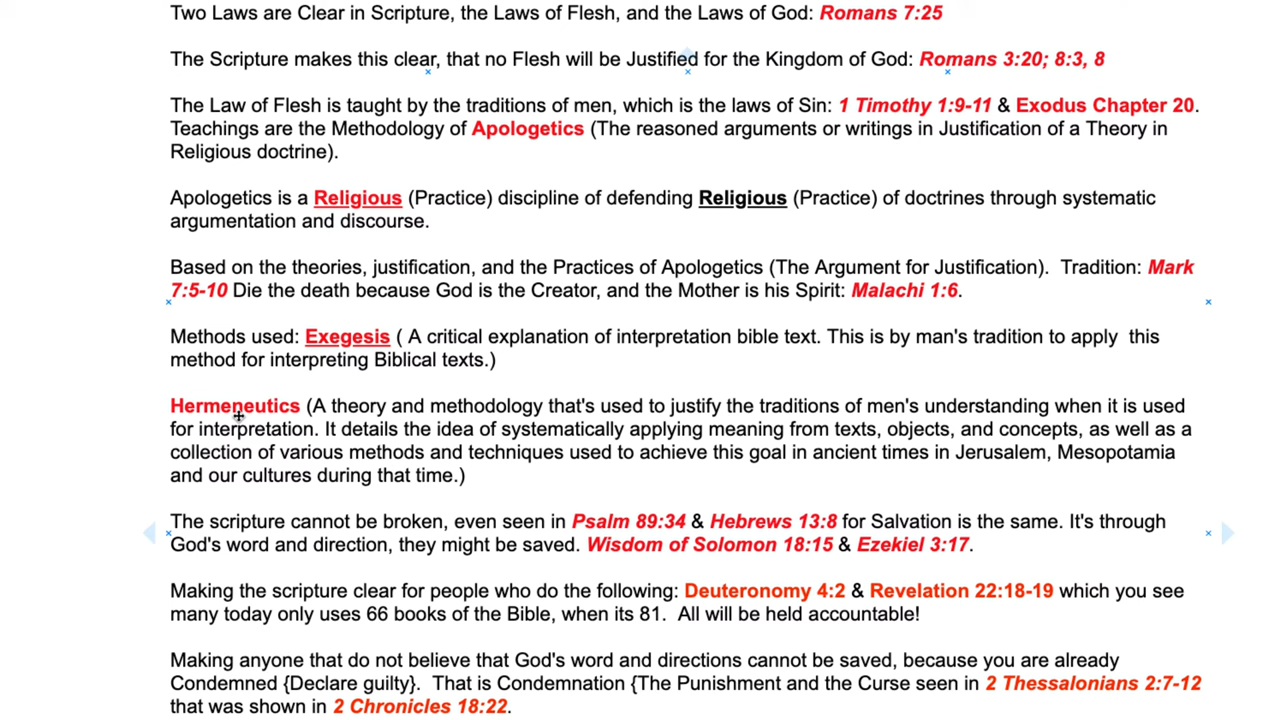 Two Laws are Clear in Scripture, the Laws of Flesh, and the Laws of God: Romans 7:25
The Scripture makes this clear, that no Flesh will be Justified for the Kingdom of God: Romans 3:20; 8:3, 8
The Law of Flesh is taught by the traditions of men, which is the laws of Sin: 1 Timothy 1:9-11 & Exodus Chapter 20.
Teachings are the Methodology of Apologetics (The reasoned arguments or writings in Justification of a Theory in
Religious doctrine).
Apologetics is a Religious (Practice) discipline of defending Religious (Practice) of doctrines through systematic
argumentation and discourse.
Based on the theories, justification, and the Practices of Apologetics (The Argument for Justification).  Tradition: Mark
7:5-10 Die the death because God is the Creator, and the Mother is his Spirit: Malachi 1:6.
Methods used: Exegesis ( A critical explanation of interpretation bible text. This is by man's tradition to apply  this
method for interpreting Biblical texts.)
Hermeneutics (A theory and methodology that's used to justify the traditions of men's understanding when it is used
for interpretation. It details the idea of systematically applying meaning from texts, objects, and concepts, as well as a
collection of various methods and techniques used to achieve this goal in ancient times in Jerusalem, Mesopotamia
and our cultures during that time.)
The scripture cannot be broken, even seen in Psalm 89:34 & Hebrews 13:8 for Salvation is the same. It's through
God's word and direction, they might be saved. Wisdom of Solomon 18:15 & Ezekiel 3:17.
Making the scripture clear for people who do the following: Deuteronomy 4:2 & Revelation 22:18-19 which you see
many today only uses 66 books of the Bible, when its 81.  All will be held accountable!
Making anyone that do not believe that God's word and directions cannot be saved, because you are already
Condemned {Declare guilty}.  That is Condemnation {The Punishment and the Curse seen in 2 Thessalonians 2:7-12
that was shown in 2 Chronicles 18:22.